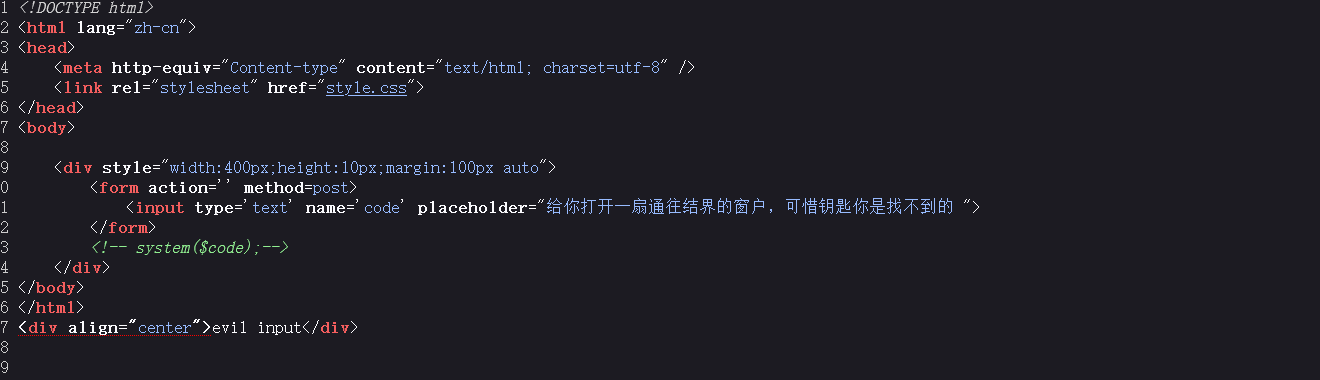 1 <!DOCTYPE html>
2 <html lang="zh-cn">
3 <head>
4     <meta http-equiv="Content-type" content="text/html; charset=utf-8" />
5     <link rel="stylesheet" href="style.css">
6 </head>
7 <body>
8
9     <div style="width:400px;height:10px;margin:100px auto">
0         <form action='' method=post>
1             <input type='text' name='code' placeholder="给你打开一扇通往结界的窗户，可惜钥匙你是找不到的 ">
2         </form>
3         <!-- system($code);-->
4     </div>
5 </body>
6 </html>
7 <div align="center">evil input</div>
8
9